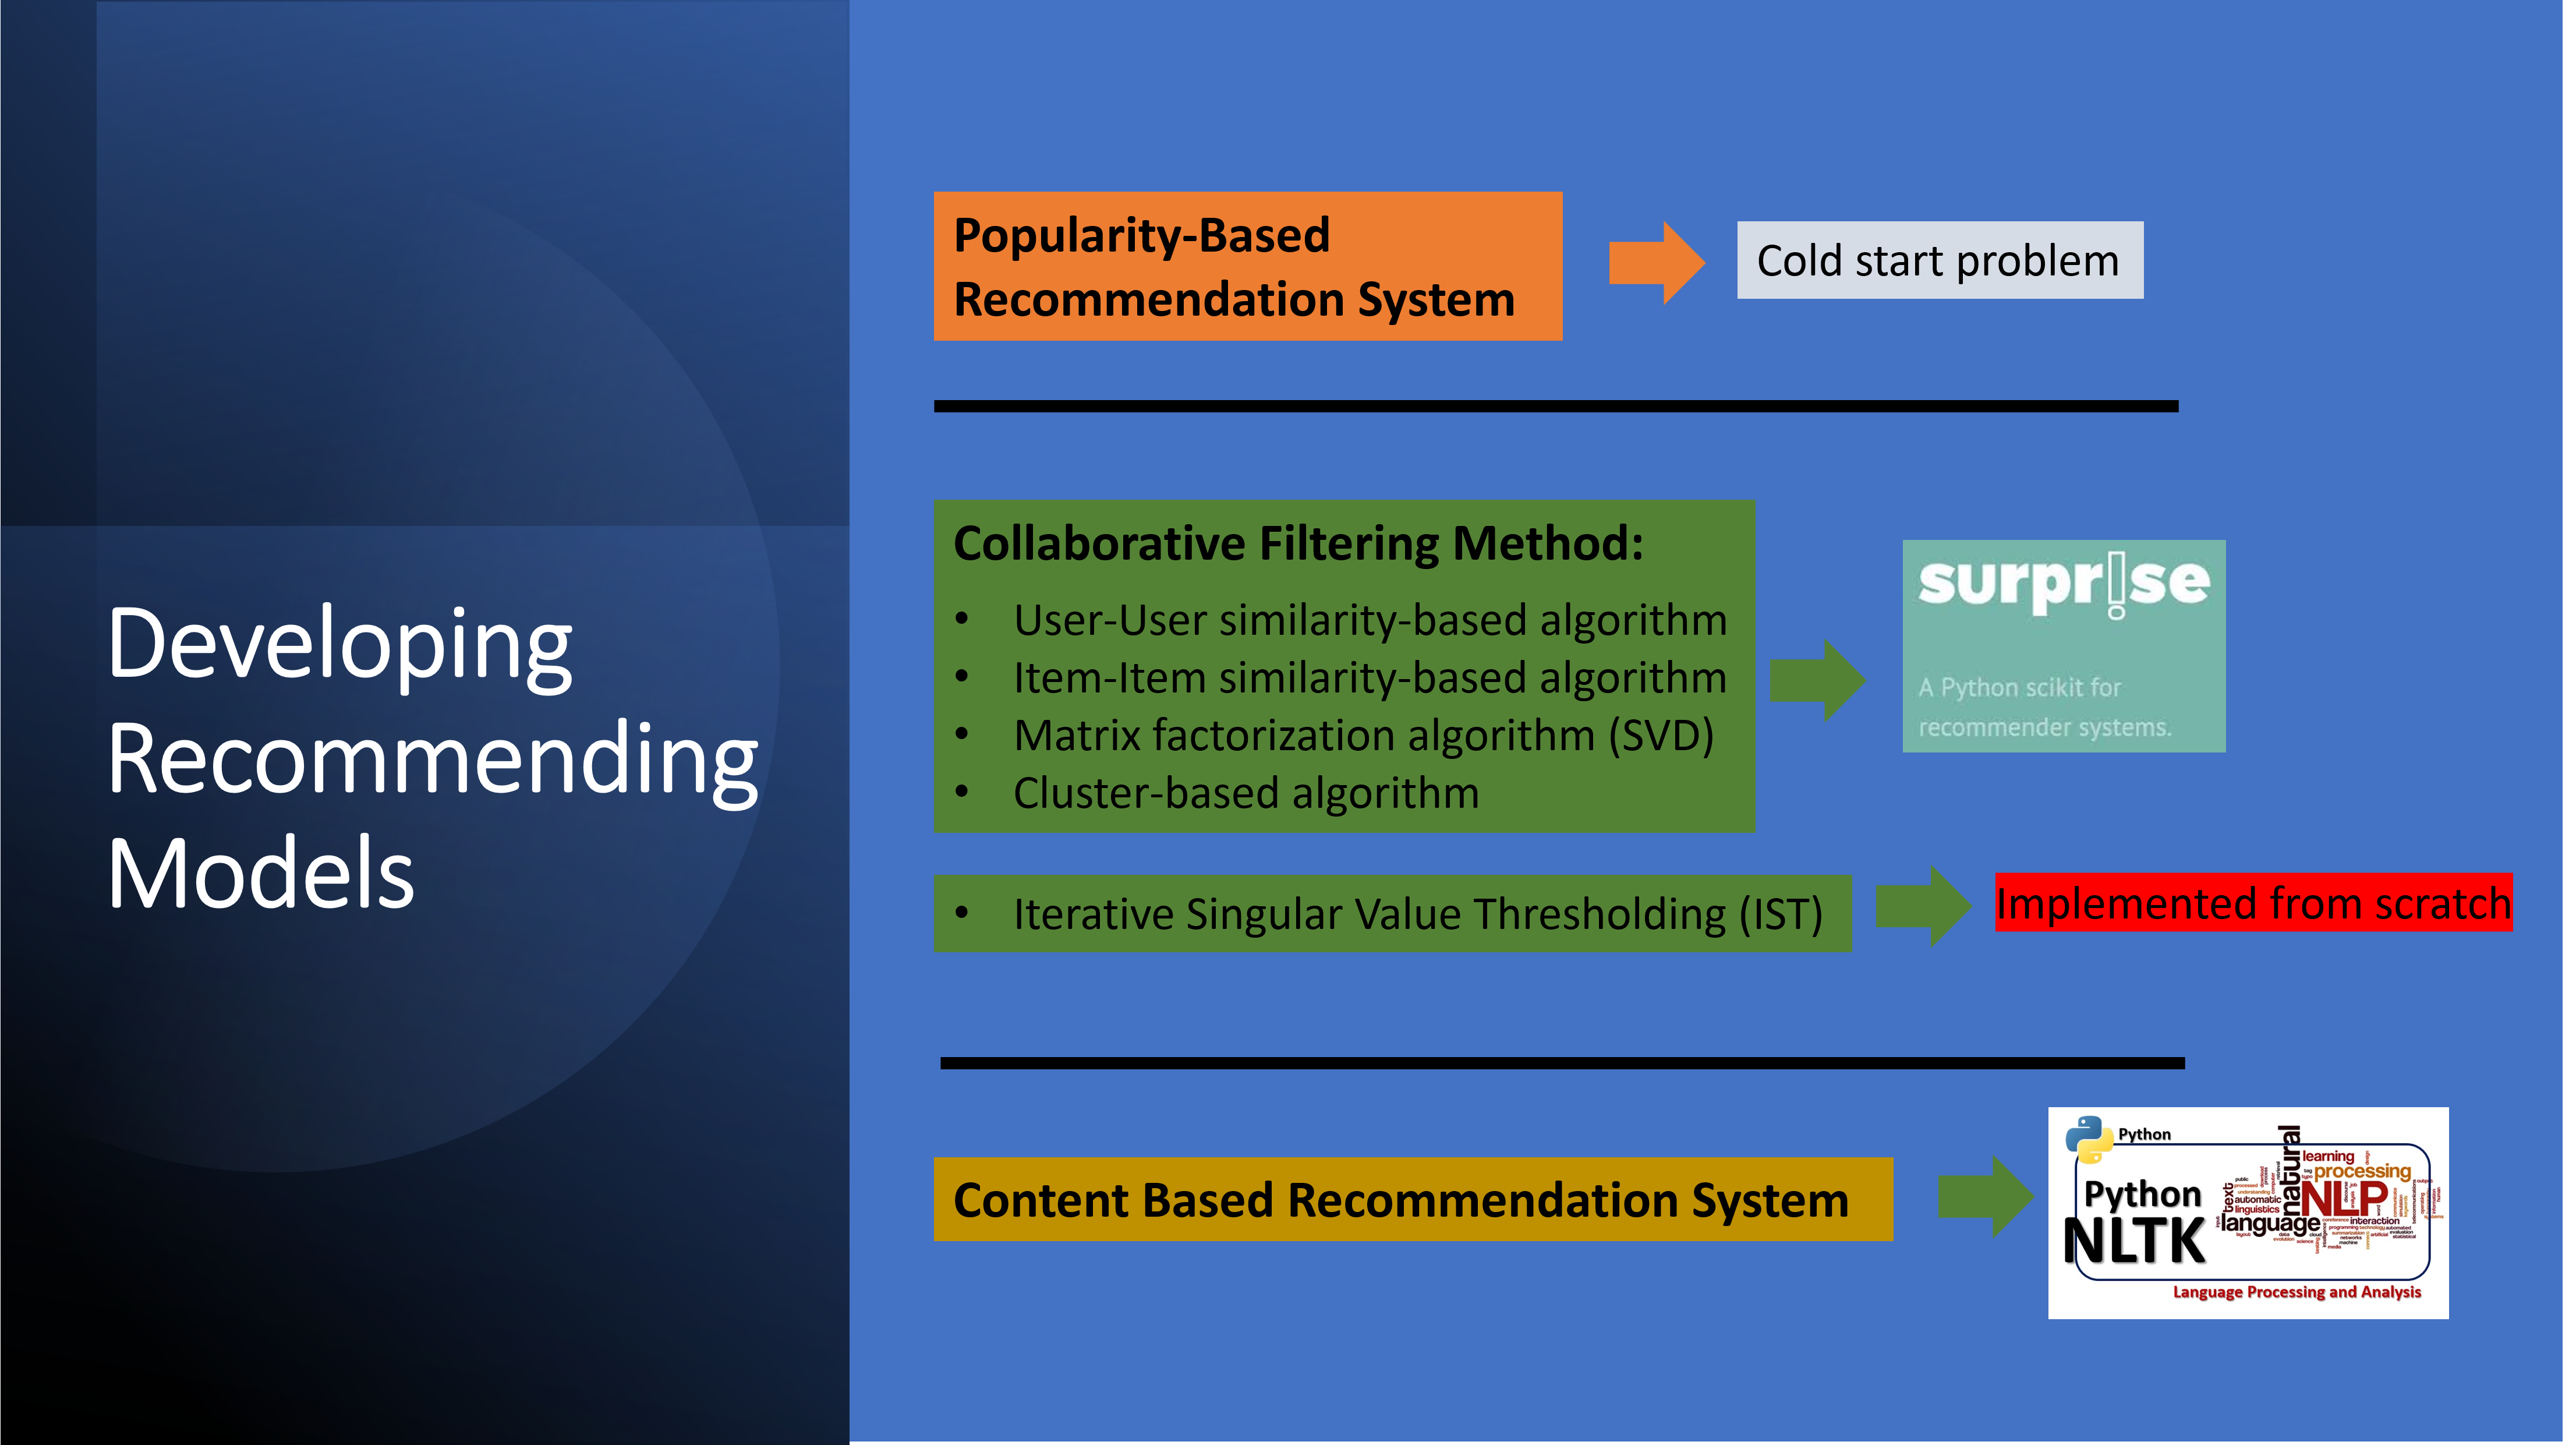 Developing
Recommending
Models
Popularity-Based
Recommendation System
Cold start problem
Collaborative Filtering Method:
• User-User similarity-based algorithm
• Item-Item similarity-based algorithm
• Matrix factorization algorithm (SVD)
• Cluster-based algorithm
surpr!se
A Python scikit for
recommender systems.
• Iterative Singular Value Thresholding (IST)
Implemented from scratch
Content Based Recommendation System
Python
Python
NLTK
natural
learning
processing
NLP
text
automatic
linguistics
language
interaction
Language Processing and Analysis